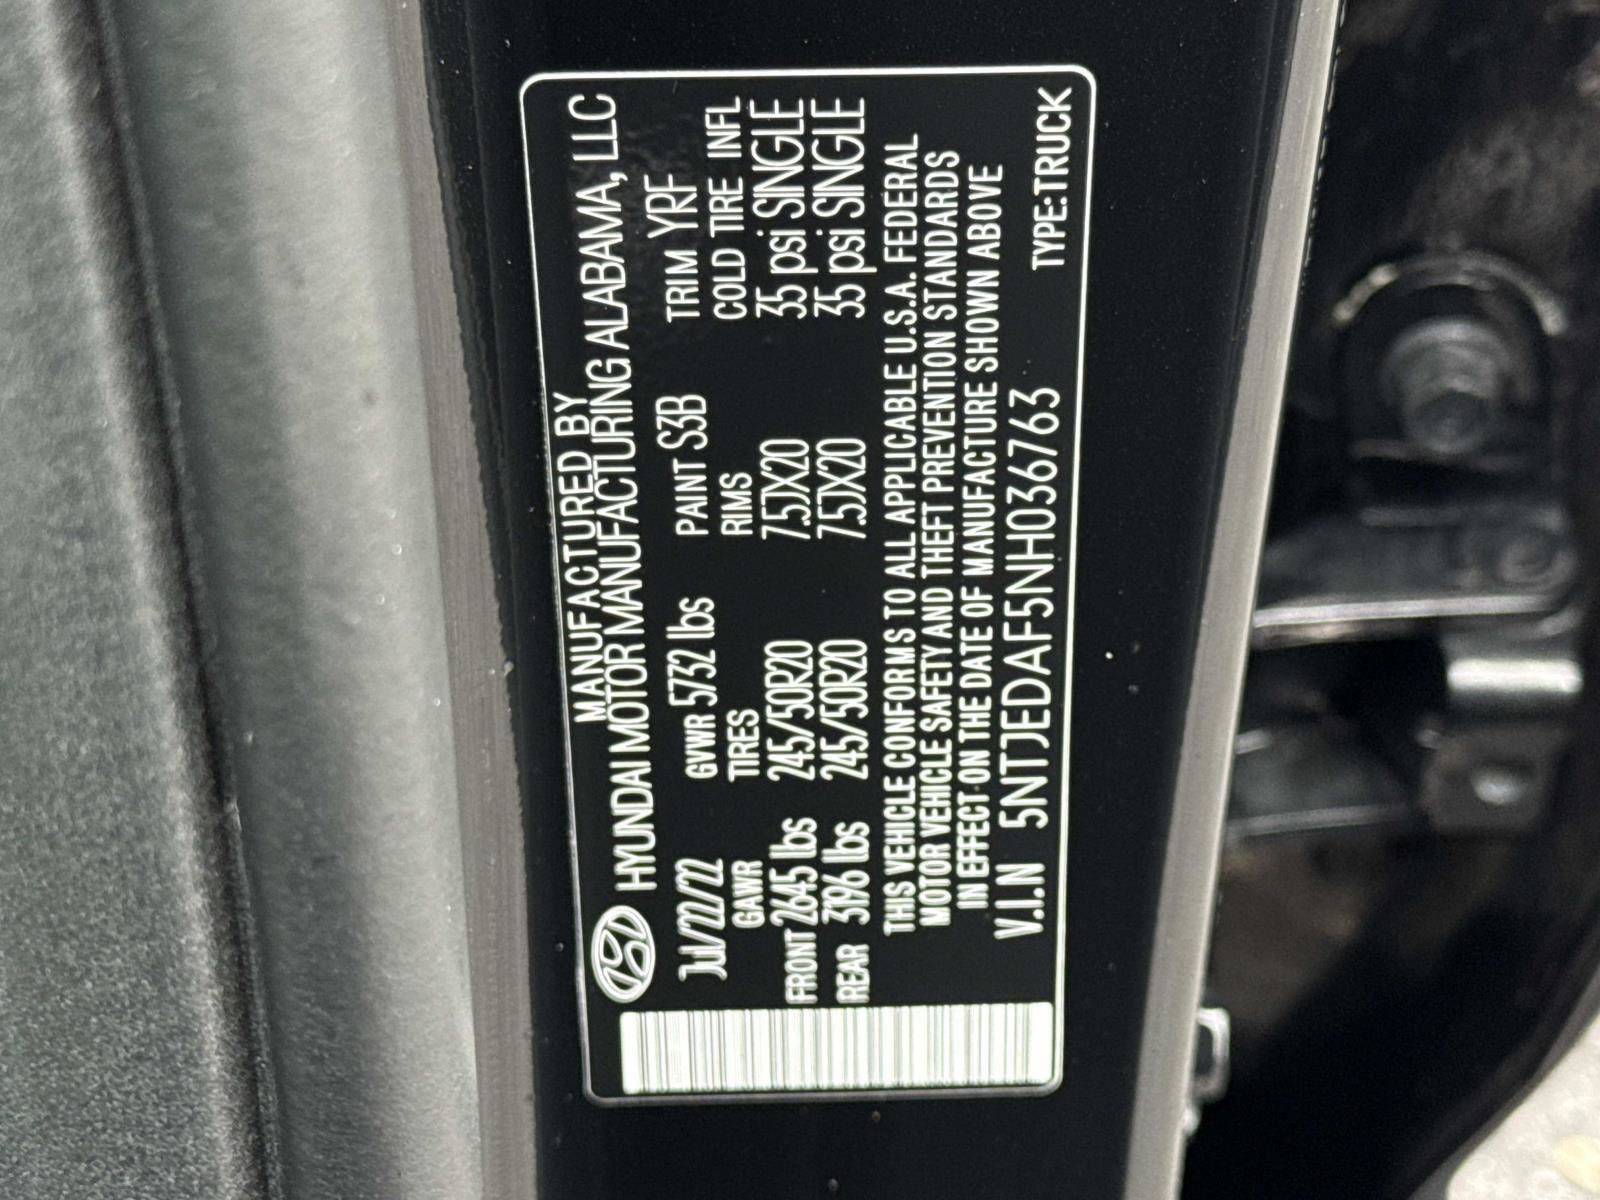 MANUFACTURED BY
HYUNDAI MOTOR MANUFACTURING ALABAMA, LLC
Jul/22/22 GVWR 5732 lbs PAINT S3B TRIM YRF
GAWR TIRES RIMS COLD TIRE INFL
FRONT 2645 lbs 245/50R20 7.5JX20 35 psi SINGLE
REAR 3196 lbs 245/50R20 7.5JX20 35 psi SINGLE
THIS VEHICLE CONFORMS TO ALL APPLICABLE U.S.A. FEDERAL
MOTOR VEHICLE SAFETY AND THEFT PREVENTION STANDARDS
IN EFFECT ON THE DATE OF MANUFACTURE SHOWN ABOVE
V.I.N 5NTJEDAF5NH036763 TYPE:TRUCK